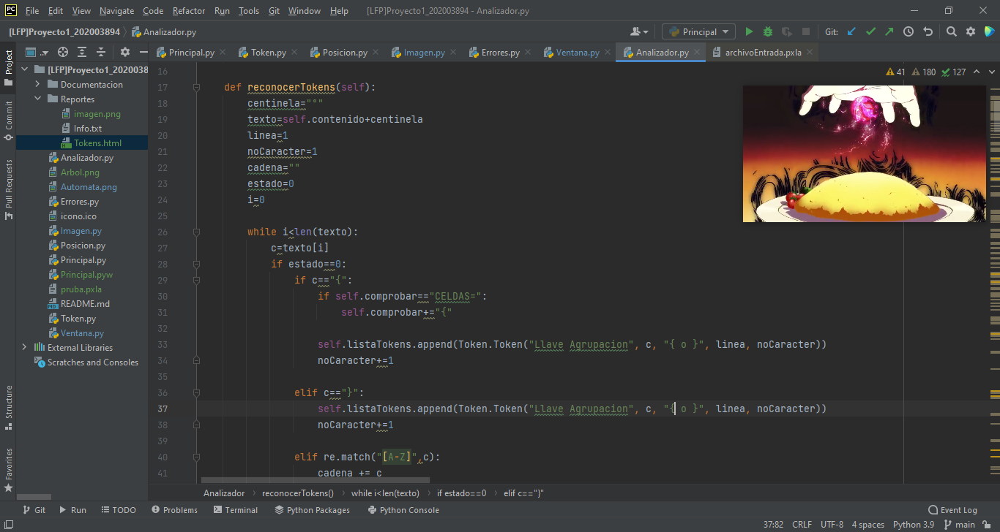 PC File Edit View Navigate Code Refactor Run Tools Git Window Help [LFP]Proyecto1_202003894 - Analizador.py
[LFP]Proyecto1_202003894 Analizador.py Principal Git:
Project
Commit
Pull Requests
Structure
Favorites
Principal.py Token.py Posicion.py Imagen.py Errores.py Ventana.py Analizador.py archivoEntrada.pxla
[LFP]Proyecto1_2020038
Documentacion
Reportes
imagen.png
Info.txt
Tokens.html
Analizador.py
Arbol.png
Automata.png
Errores.py
icono.ico
Imagen.py
Posicion.py
Principal.py
Principal.pyw
pruba.pxla
README.md
Token.py
Ventana.py
External Libraries
Scratches and Consoles
41 180 127
16
17 def reconocerTokens(self):
18 centinela="°"
19 texto=self.contenido+centinela
20 linea=1
21 noCaracter=1
22 cadena=""
23 estado=0
24 i=0
25
26 while i<len(texto):
27 c=texto[i]
28 if estado==0:
29 if c=="{":
30 if self.comprobar=="CELDAS=":
31 self.comprobar+="{"
32
33 self.listaTokens.append(Token.Token("Llave Agrupacion", c, "{ o }", linea, noCaracter))
34 noCaracter+=1
35
36 elif c=="}":
37 self.listaTokens.append(Token.Token("Llave Agrupacion", c, "{ o }", linea, noCaracter))
38 noCaracter+=1
39
40 elif re.match("[A-Z]",c):
41 cadena += c
Analizador reconocerTokens() while i<len(texto) if estado==0 elif c=="}"
Git Run TODO Problems Terminal Python Packages Python Console Event Log
37:82 CRLF UTF-8 4 spaces Python 3.9 main